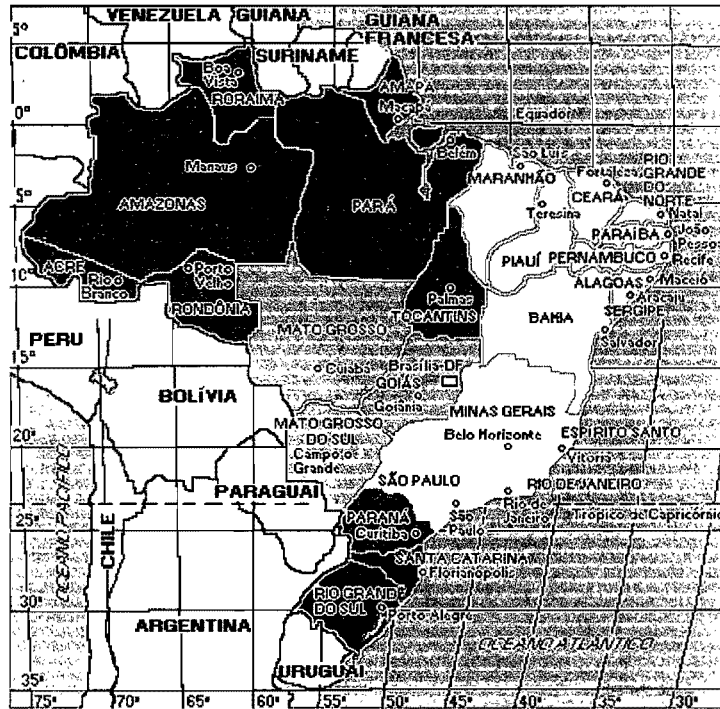 VENEZUELA
GUIANA
GUIANA
FRANCESA
COLÔMBIA
SURINAME
5°
Boa
Vista
RORAIMA
AMAPÁ
Macapá
Equador
0°
Manaus
Belém
Luis
MARANHÃO
Fortaleza
RIO
GRANDE
DO
NORTE
CEARÁ
AMAZONAS
PARÁ
5°
Teresina
Natal
PARAÍBA
João
Pesso
PIAUÍ
PERNAMBUCO
Recife
ACRE
Rio
Branco
Porto
Velho
RONDÔNIA
10°
Palmas
TOCANTINS
ALAGOAS
Maceió
Aracaju
SERGIPE
MATO GROSSO
BAHIA
PERU
Salvador
15°
Cuiabá
Brasília-DF
GOIÁS
BOLÍVIA
Goiânia
MINAS GERAIS
MATO GROSSO
DO SUL
Campo
Grande
Belo Horizonte
ESPIRITO SANTO
20°
Vitória
SÃO PAULO
PARAGUAI
RIO DE JANEIRO
Rio de
Janeiro
Trópico de Capricórnio
São
Paulo
25°
PARANÁ
Curitiba
OCEANO PACIFICO
CHILE
SANTA CATARINA
Florianópolis
RIO GRANDE
DO SUL
30°
Porto Alegre
ARGENTINA
OCEANO ATLANTICO
URUGUAI
35°
75°
70°
65°
60°
55°
50°
45°
40°
35°
30°